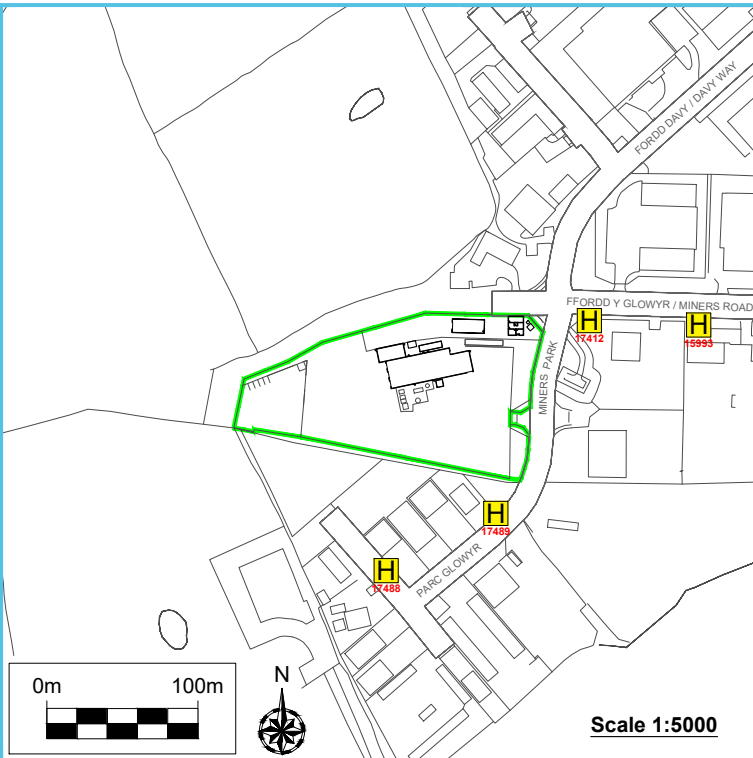 FORDD DAVY / DAVY WAY
FFORDD Y GLOWYR / MINERS ROAD
H
17412
H
15993
MINERS PARK
H
17489
H
17488
PARC GLOWYR
0m 100m
N
Scale 1:5000